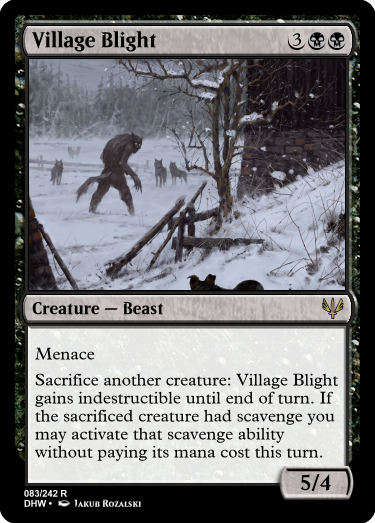 Village Blight 3
Creature — Beast
Menace
Sacrifice another creature: Village Blight
gains indestructible until end of turn. If
the sacrificed creature had scavenge you
may activate that scavenge ability
without paying its mana cost this turn.
5/4
083/242 R
DHW • Jakub Rozalski